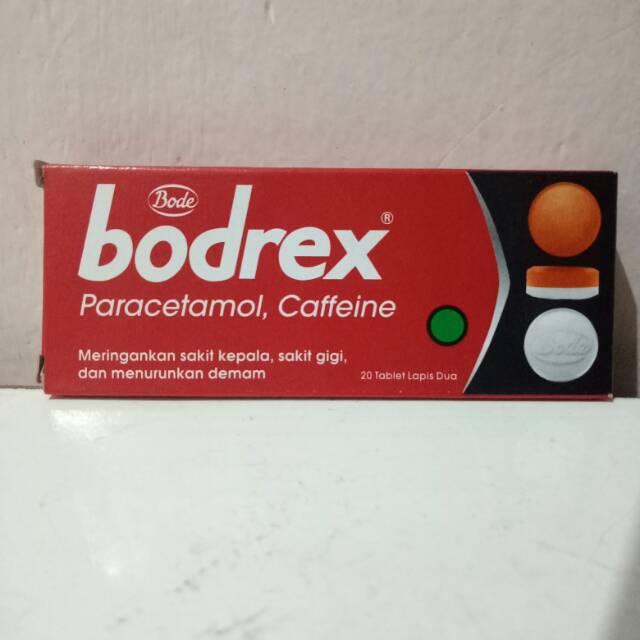 Bode
bodrex®
Paracetamol, Caffeine
Meringankan sakit kepala, sakit gigi,
dan menurunkan demam
20 Tablet Lapis Dua
Bode